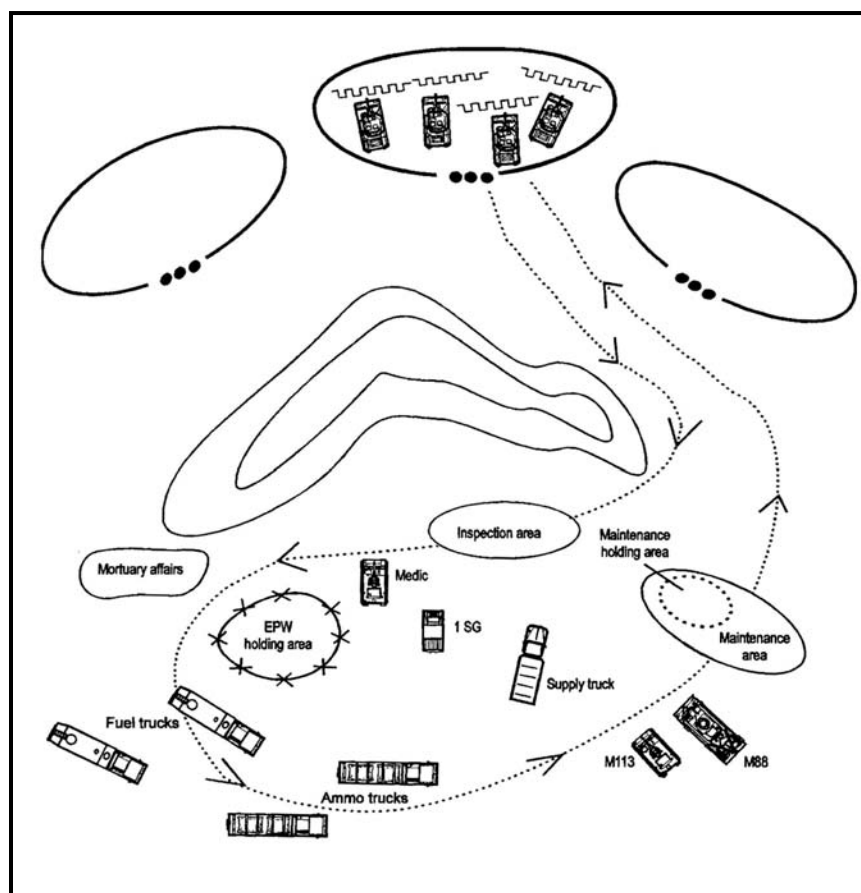 Inspection area
Maintenance
holding area
Mortuary affairs
Medic
EPW
holding area
1 SG
Maintenance
area
Supply truck
Fuel trucks
M113
M88
Ammo trucks